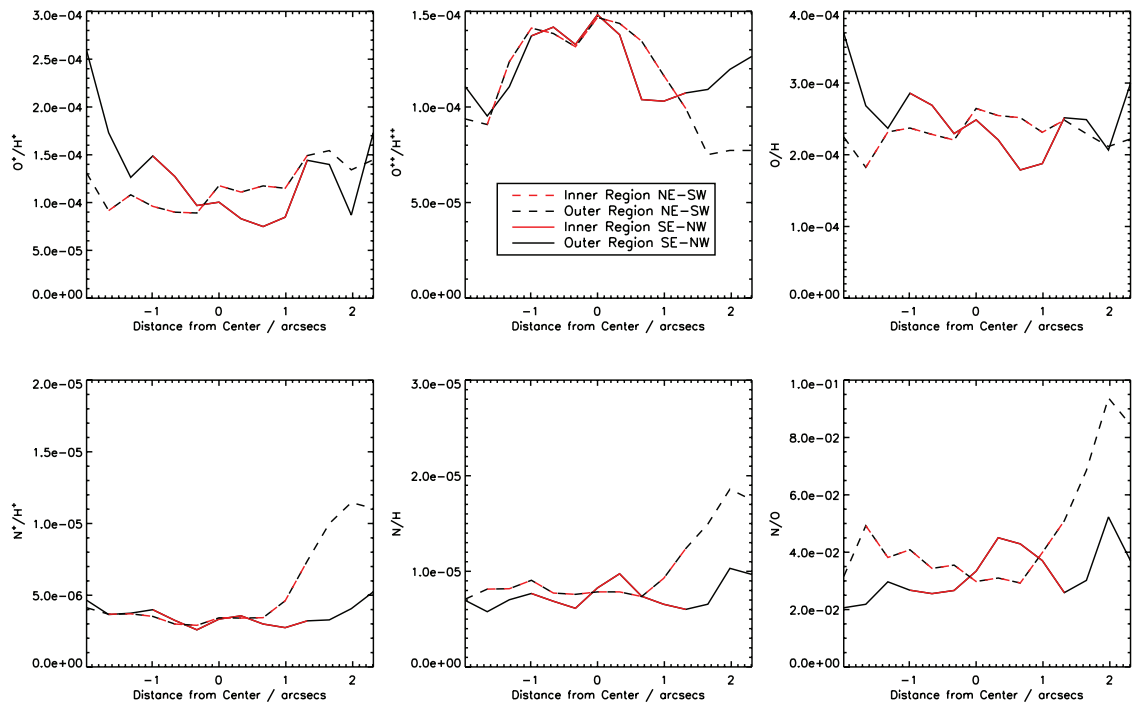 3.0e−04
2.5e−04
2.0e−04
1.5e−04
1.0e−04
5.0e−05
0.0e+00
O⁺/H⁺
−1 0 1 2
Distance from Center / arcsecs
1.5e−04
1.0e−04
5.0e−05
0.0e+00
O⁺⁺/H⁺⁺
Inner Region NE−SW
Outer Region NE−SW
Inner Region SE−NW
Outer Region SE−NW
−1 0 1 2
Distance from Center / arcsecs
4.0e−04
3.0e−04
2.0e−04
1.0e−04
0.0e+00
O/H
−1 0 1 2
Distance from Center / arcsecs
2.0e−05
1.5e−05
1.0e−05
5.0e−06
0.0e+00
N⁺/H⁺
−1 0 1 2
Distance from Center / arcsecs
3.0e−05
2.0e−05
1.0e−05
0.0e+00
N/H
−1 0 1 2
Distance from Center / arcsecs
1.0e−01
8.0e−02
6.0e−02
4.0e−02
2.0e−02
0.0e+00
N/O
−1 0 1 2
Distance from Center / arcsecs